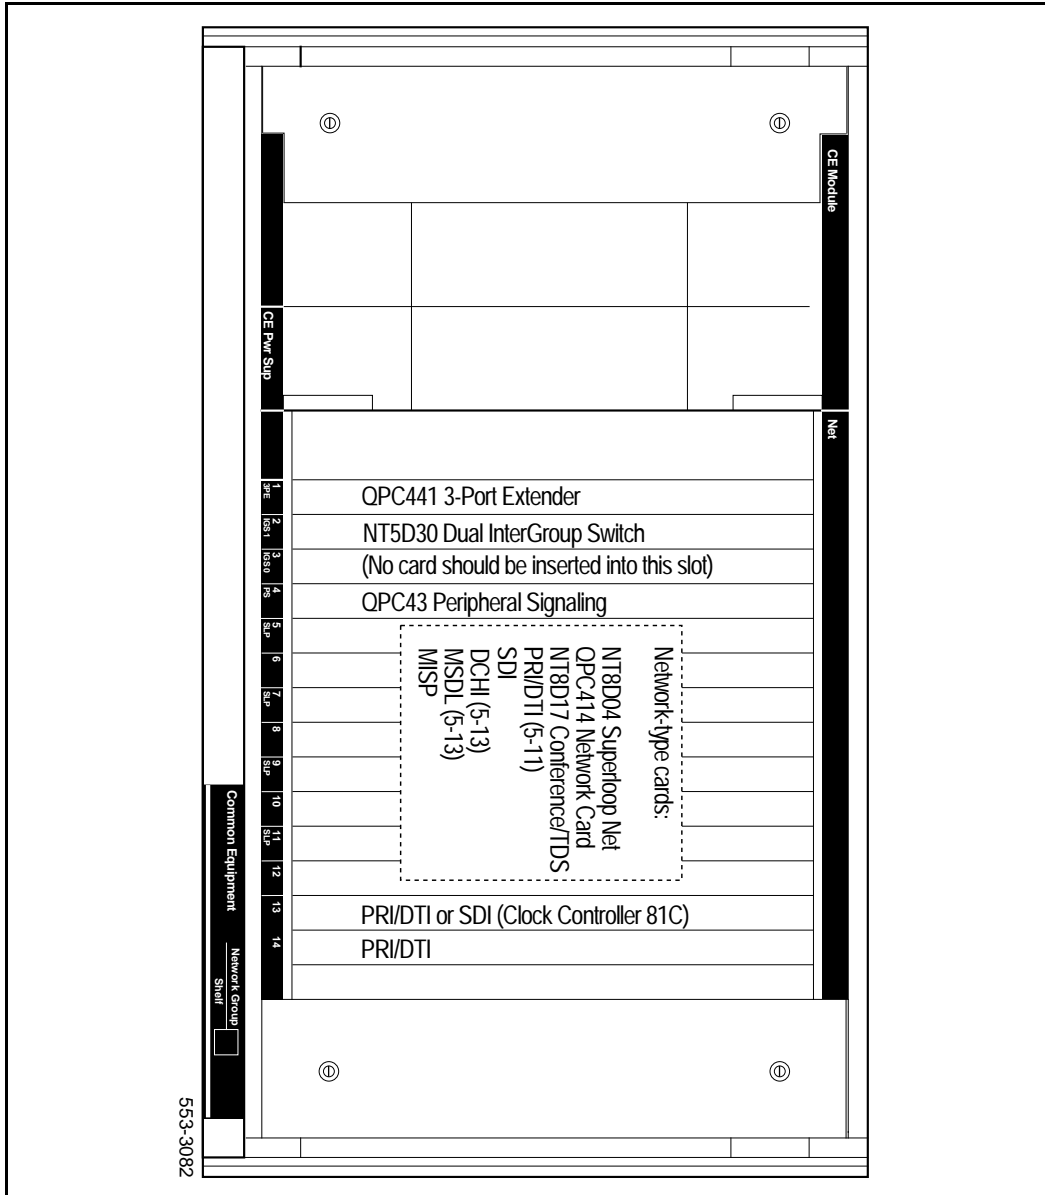 CE Module
CE Pwr Sup
Net
1
3PE
QPC441 3-Port Extender
2
IGS1
NT5D30 Dual InterGroup Switch
3
IGS0
(No card should be inserted into this slot)
4
PS
QPC43 Peripheral Signaling
5
SLP
6
7
SLP
8
9
SLP
10
11
SLP
12
Network-type cards:
NT8D04 Superloop Net
QPC414 Network Card
NT8D17 Conference/TDS
PRI/DTI (5-11)
SDI
DCHI (5-13)
MSDL (5-13)
MISP
13
PRI/DTI or SDI (Clock Controller 81C)
14
PRI/DTI
Common Equipment
Network Group
Shelf
553-3082